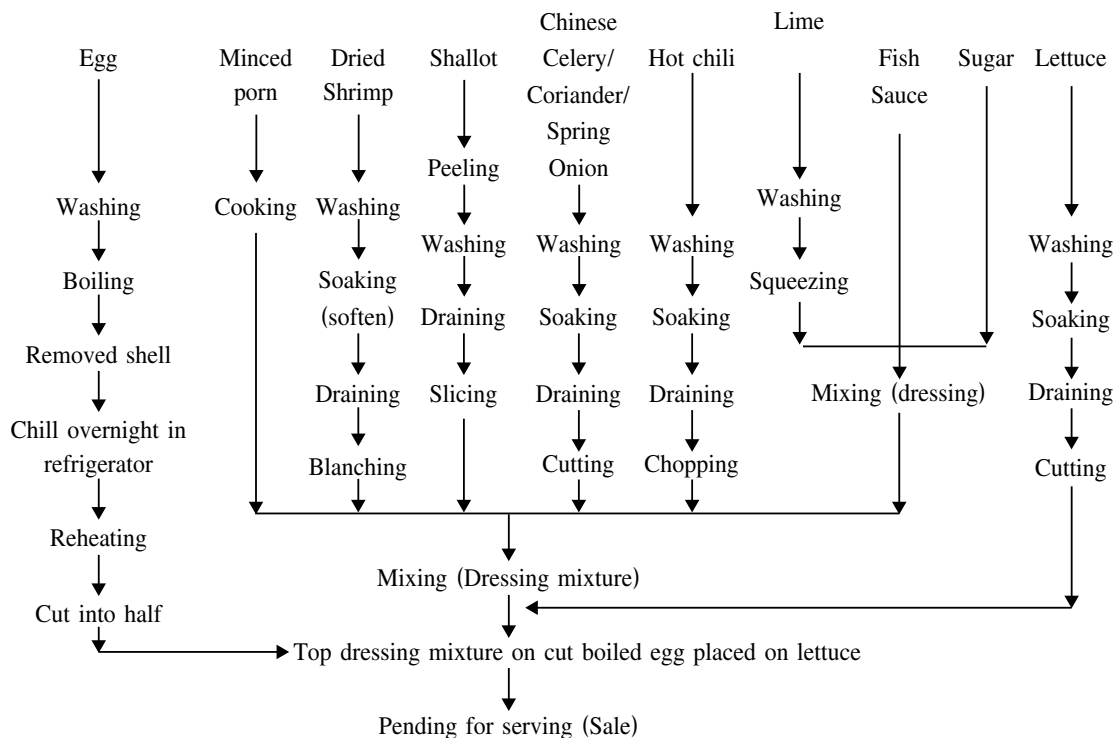 Egg
Minced
porn
Dried
Shrimp
Shallot
Chinese
Celery/
Coriander/
Spring
Onion
Hot chili
Lime
Fish
Sauce
Sugar
Lettuce
Washing
Boiling
Removed shell
Chill overnight in
refrigerator
Reheating
Cut into half
Cooking
Washing
Soaking
(soften)
Draining
Blanching
Peeling
Washing
Draining
Slicing
Washing
Soaking
Draining
Cutting
Washing
Soaking
Draining
Chopping
Washing
Squeezing
Mixing (dressing)
Washing
Soaking
Draining
Cutting
Mixing (Dressing mixture)
Top dressing mixture on cut boiled egg placed on lettuce
Pending for serving (Sale)